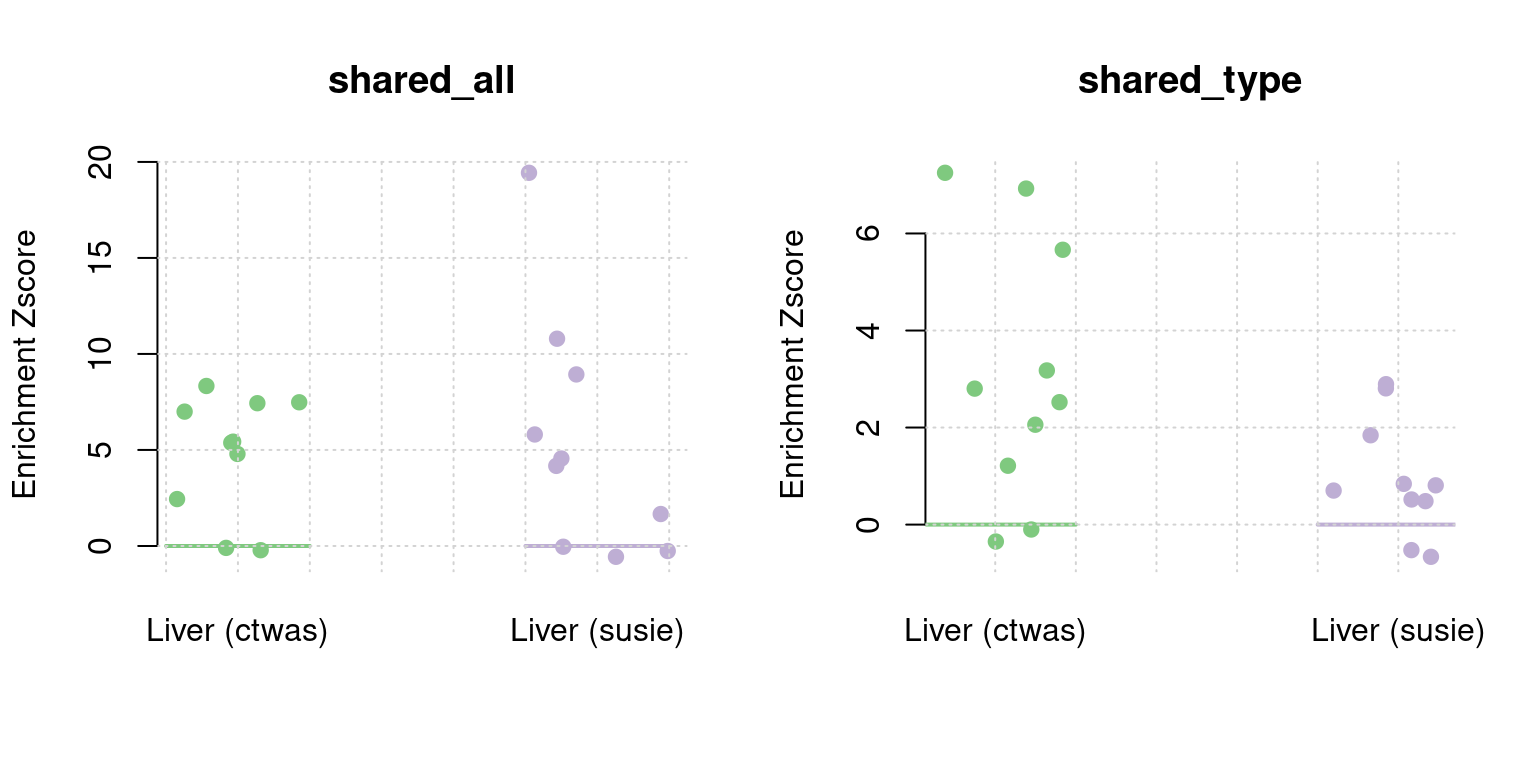 shared_all
Enrichment Zscore
20
15
10
5
0
Liver (ctwas)
Liver (susie)
shared_type
Enrichment Zscore
6
4
2
0
Liver (ctwas)
Liver (susie)